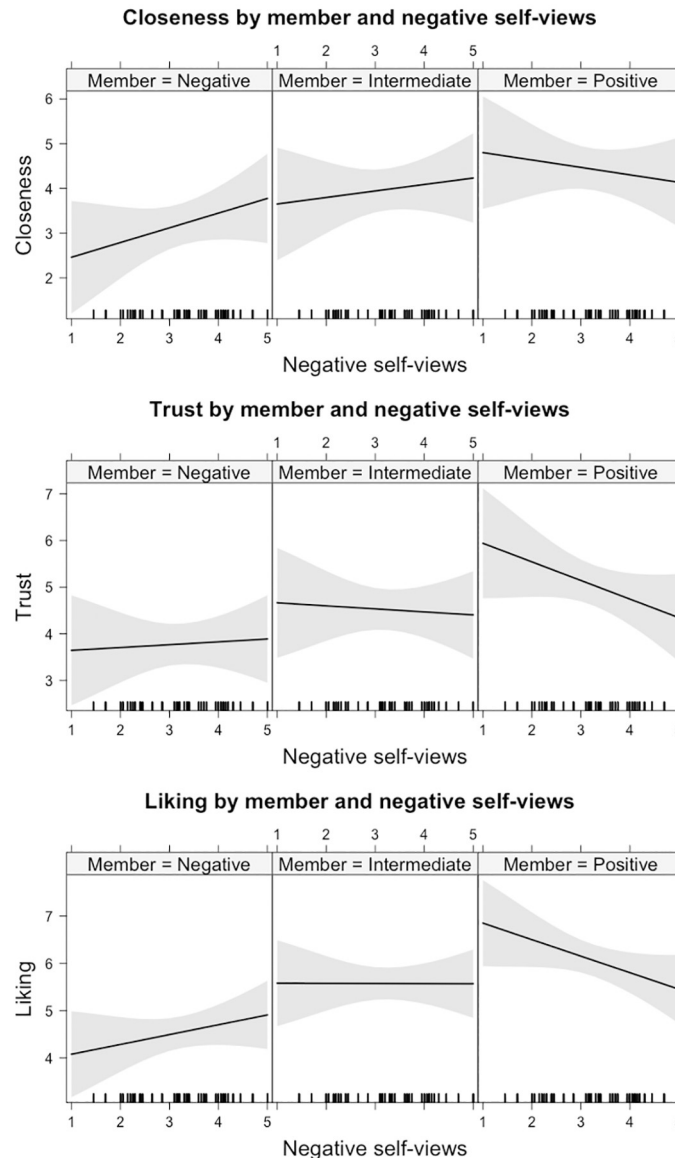 Closeness by member and negative self-views
1 2 3 4 5
Member = Negative Member = Intermediate Member = Positive
6
5
4
3
2
Closeness
1 2 3 4 5 1 2 3 4
Negative self-views
Trust by member and negative self-views
1 2 3 4 5
Member = Negative Member = Intermediate Member = Positive
7
6
5
4
3
Trust
1 2 3 4 5 1 2 3 4
Negative self-views
Liking by member and negative self-views
1 2 3 4 5
Member = Negative Member = Intermediate Member = Positive
7
6
5
4
Liking
1 2 3 4 5 1 2 3 4
Negative self-views